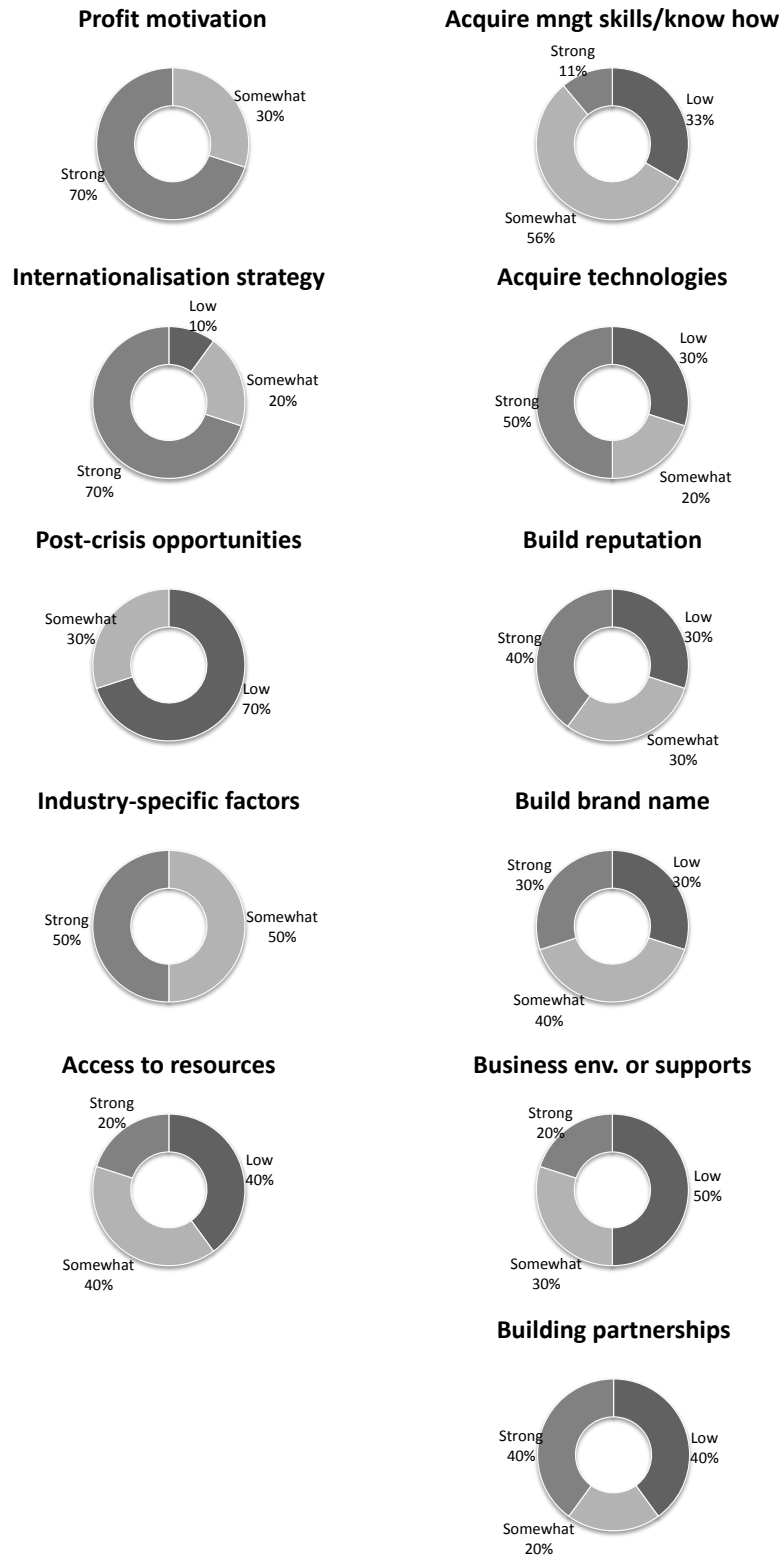 Profit motivation
Somewhat
30%
Strong
70%
Acquire mngt skills/know how
Strong
11%
Low
33%
Somewhat
56%
Internationalisation strategy
Low
10%
Somewhat
20%
Strong
70%
Acquire technologies
Low
30%
Strong
50%
Somewhat
20%
Post-crisis opportunities
Somewhat
30%
Low
70%
Build reputation
Low
30%
Strong
40%
Somewhat
30%
Industry-specific factors
Strong
50%
Somewhat
50%
Build brand name
Strong
30%
Low
30%
Somewhat
40%
Access to resources
Strong
20%
Low
40%
Somewhat
40%
Business env. or supports
Strong
20%
Low
50%
Somewhat
30%
Building partnerships
Strong
40%
Low
40%
Somewhat
20%